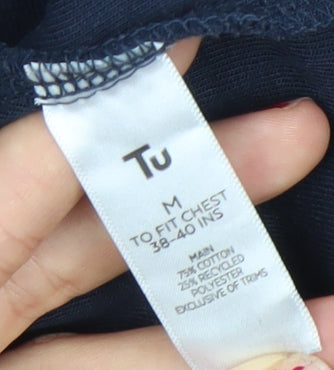 Tu
M
TO FIT CHEST
38-40 INS
MAIN
75% COTTON
25% RECYCLED
POLYESTER
EXCLUSIVE OF TRIMS